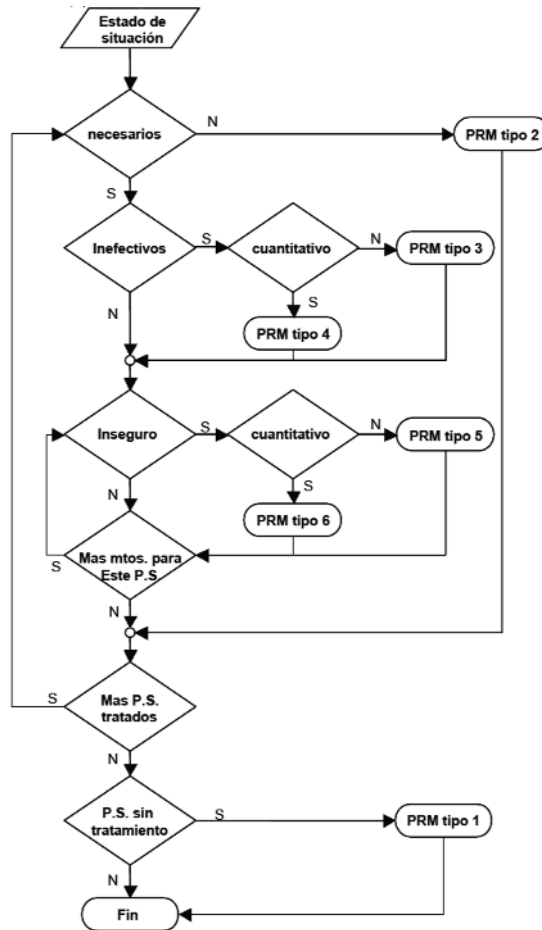 Estado de
situación
necesarios
N
PRM tipo 2
S
Inefectivos
S
cuantitativo
N
PRM tipo 3
N
S
PRM tipo 4
Inseguro
S
cuantitativo
N
PRM tipo 5
N
S
PRM tipo 6
Mas mtos. para
Este P.S.
S
N
Mas P.S.
tratados
S
N
P.S. sin
tratamiento
S
PRM tipo 1
N
Fin